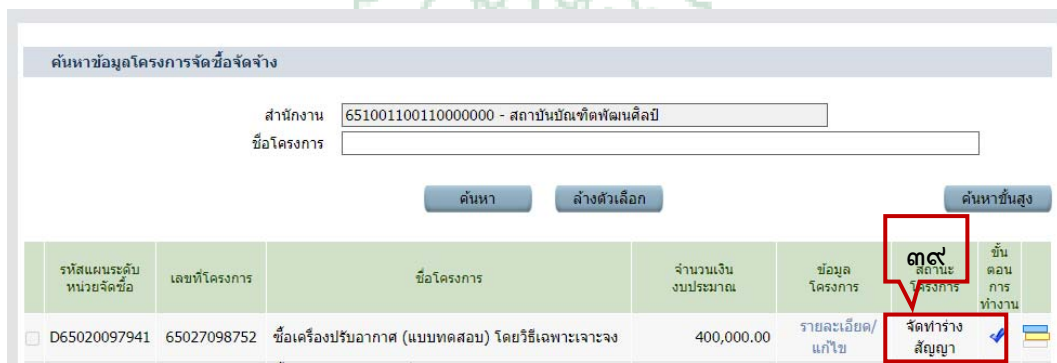 ค้นหาข้อมูลโครงการจัดซื้อจัดจ้าง
สำนักงาน 651001100110000000 - สถาบันบัณฑิตพัฒนศิลป์
ชื่อโครงการ
ค้นหา ล้างตัวเลือก ค้นหาขั้นสูง
๓๙
รหัสแผนระดับ
หน่วยจัดซื้อ
เลขที่โครงการ
ชื่อโครงการ
จำนวนเงิน
งบประมาณ
ข้อมูล
โครงการ
สถานะ
โครงการ
ขั้น
ตอน
การ
ทำงาน
D65020097941 65027098752 ซื้อเครื่องปรับอากาศ (แบบทดสอบ) โดยวิธีเฉพาะเจาะจง 400,000.00
รายละเอียด/
แก้ไข
จัดทำร่าง
สัญญา